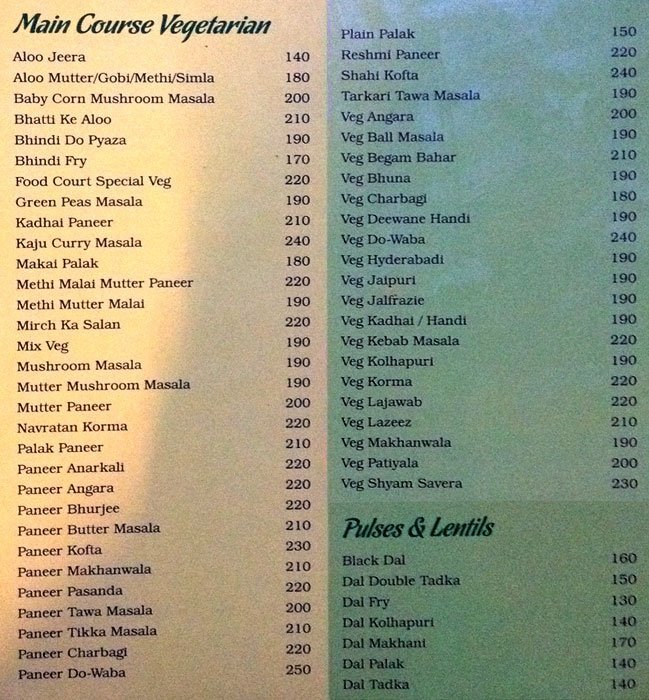 Main Course Vegetarian
Aloo Jeera 140
Aloo Mutter/Gobi/Methi/Simla 180
Baby Corn Mushroom Masala 200
Bhatti Ke Aloo 210
Bhindi Do Pyaza 190
Bhindi Fry 170
Food Court Special Veg 220
Green Peas Masala 190
Kadhai Paneer 210
Kaju Curry Masala 240
Makai Palak 180
Methi Malai Mutter Paneer 220
Methi Mutter Malai 190
Mirch Ka Salan 220
Mix Veg 190
Mushroom Masala 190
Mutter Mushroom Masala 190
Mutter Paneer 200
Navratan Korma 220
Palak Paneer 210
Paneer Anarkali 220
Paneer Angara 220
Paneer Bhurjee 220
Paneer Butter Masala 210
Paneer Kofta 230
Paneer Makhanwala 210
Paneer Pasanda 220
Paneer Tawa Masala 200
Paneer Tikka Masala 210
Paneer Charbagi 220
Paneer Do-Waba 250
Plain Palak 150
Reshmi Paneer 220
Shahi Kofta 240
Tarkari Tawa Masala 190
Veg Angara 200
Veg Ball Masala 190
Veg Begam Bahar 210
Veg Bhuna 190
Veg Charbagi 180
Veg Deewane Handi 190
Veg Do-Waba 240
Veg Hyderabadi 190
Veg Jaipuri 190
Veg Jalfrazie 190
Veg Kadhai / Handi 190
Veg Kebab Masala 220
Veg Kolhapuri 190
Veg Korma 220
Veg Lajawab 220
Veg Lazeez 210
Veg Makhanwala 190
Veg Patiyala 200
Veg Shyam Savera 230
Pulses & Lentils
Black Dal 160
Dal Double Tadka 150
Dal Fry 130
Dal Kolhapuri 140
Dal Makhani 170
Dal Palak 140
Dal Tadka 140